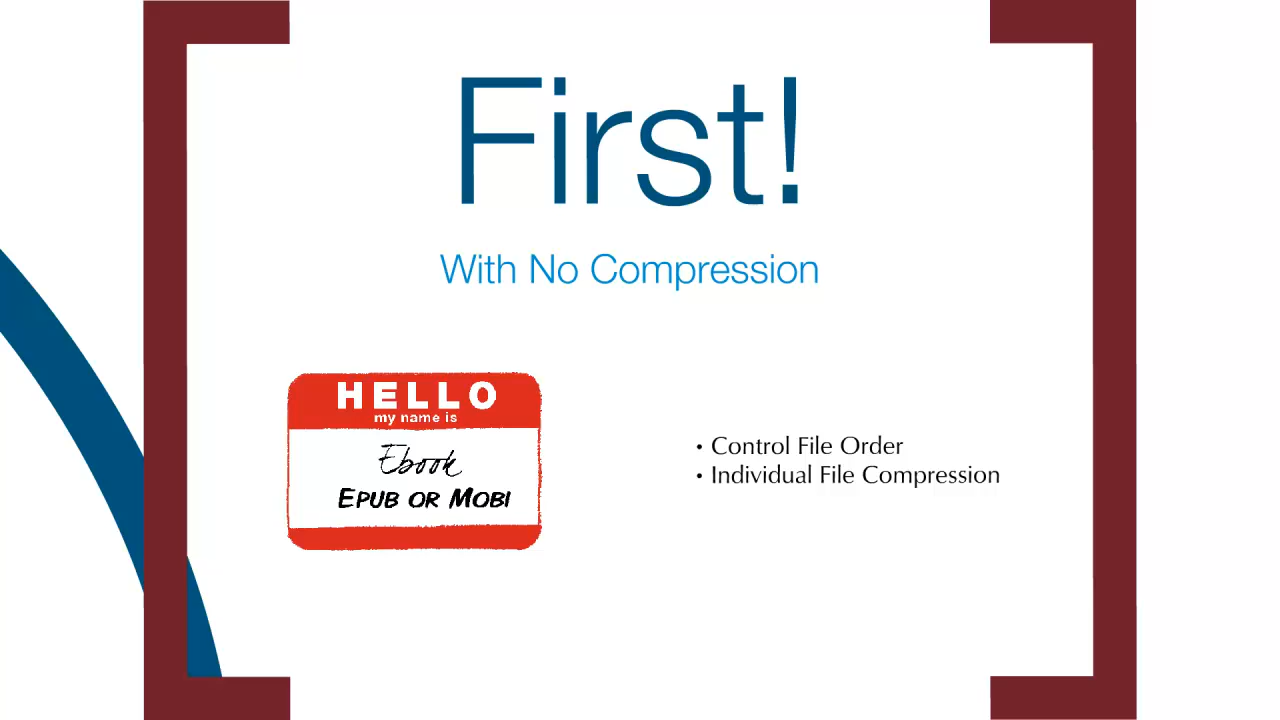 First!
With No Compression
HELLO
my name is
Ebook
EPUB OR MOBI
• Control File Order
• Individual File Compression